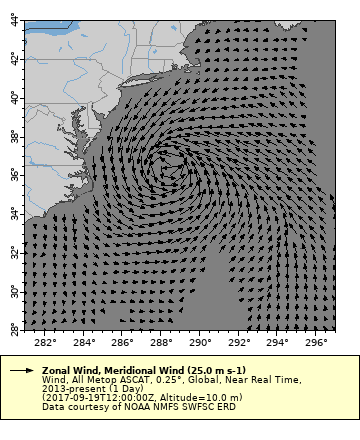 44°
42°
40°
38°
36°
34°
32°
30°
28°
282° 284° 286° 288° 290° 292° 294° 296°
Zonal Wind, Meridional Wind (25.0 m s-1)
Wind, All Metop ASCAT, 0.25°, Global, Near Real Time,
2013-present (1 Day)
(2017-09-19T12:00:00Z, Altitude=10.0 m)
Data courtesy of NOAA NMFS SWFSC ERD